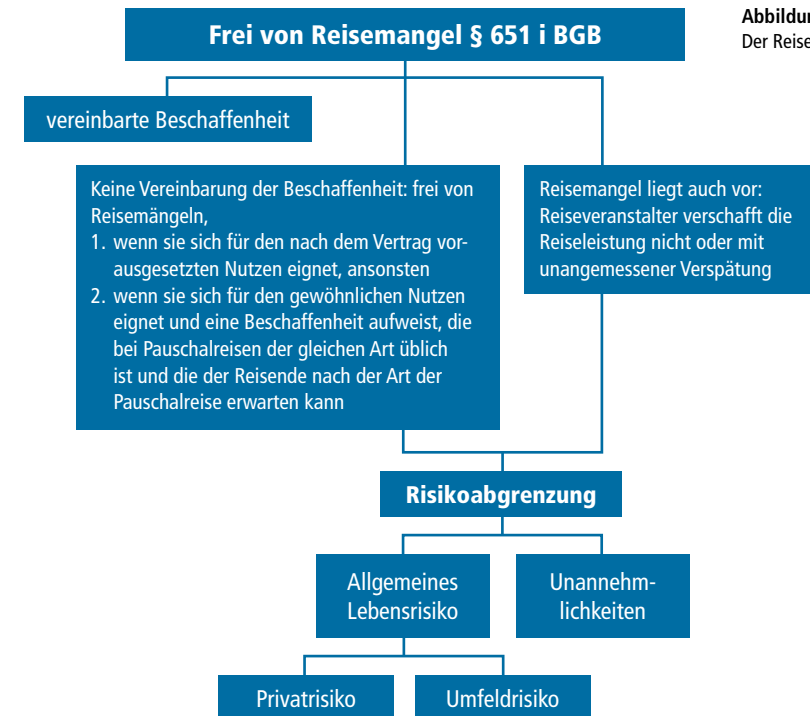 Frei von Reisemangel § 651 i BGB
Abbildu
Der Reise
vereinbarte Beschaffenheit
Keine Vereinbarung der Beschaffenheit: frei von
Reisemängeln,
1. wenn sie sich für den nach dem Vertrag vor-
ausgesetzten Nutzen eignet, ansonsten
2. wenn sie sich für den gewöhnlichen Nutzen
eignet und eine Beschaffenheit aufweist, die
bei Pauschalreisen der gleichen Art üblich
ist und die der Reisende nach der Art der
Pauschalreise erwarten kann
Reisemangel liegt auch vor:
Reiseveranstalter verschafft die
Reiseleistung nicht oder mit
unangemessener Verspätung
Risikoabgrenzung
Allgemeines
Lebensrisiko
Unannehm-
lichkeiten
Privatrisiko
Umfeldrisiko